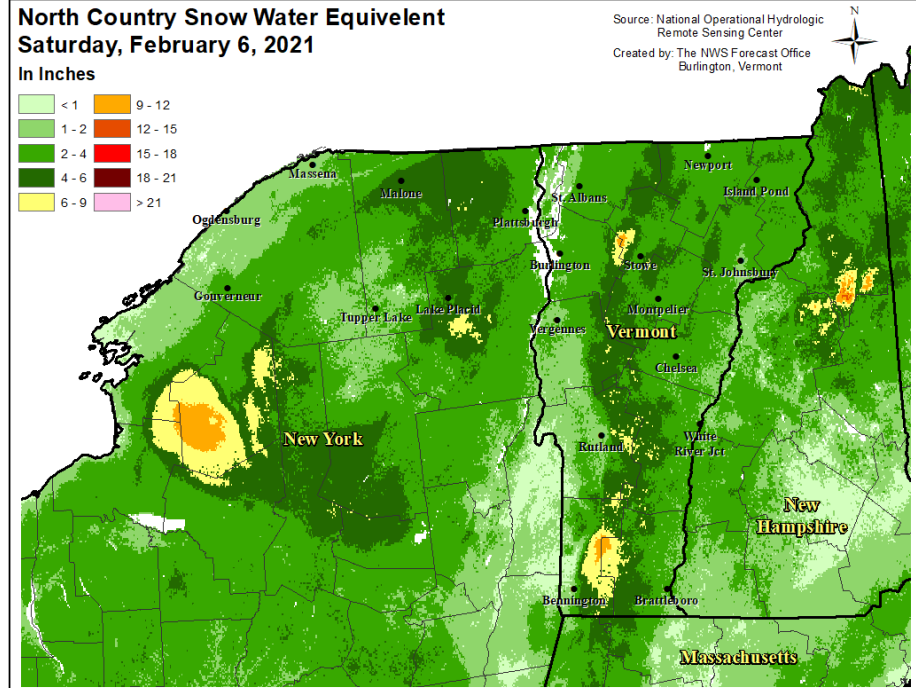 North Country Snow Water Equivelent
Saturday, February 6, 2021
In Inches
< 1
9 - 12
1 - 2
12 - 15
2 - 4
15 - 18
4 - 6
18 - 21
6 - 9
> 21
Source: National Operational Hydrologic
Remote Sensing Center
Created by: The NWS Forecast Office
Burlington, Vermont
N
Massena
Malone
Newport
Island Pond
St. Albans
Ogdensburg
Plattsburgh
Burlington
Stowe
St. Johnsbury
Gouverneur
Tupper Lake
Lake Placid
Montpelier
Vergennes
Vermont
Chelsea
New York
Rutland
White
River Jct
New
Hampshire
Bennington
Brattleboro
Massachusetts